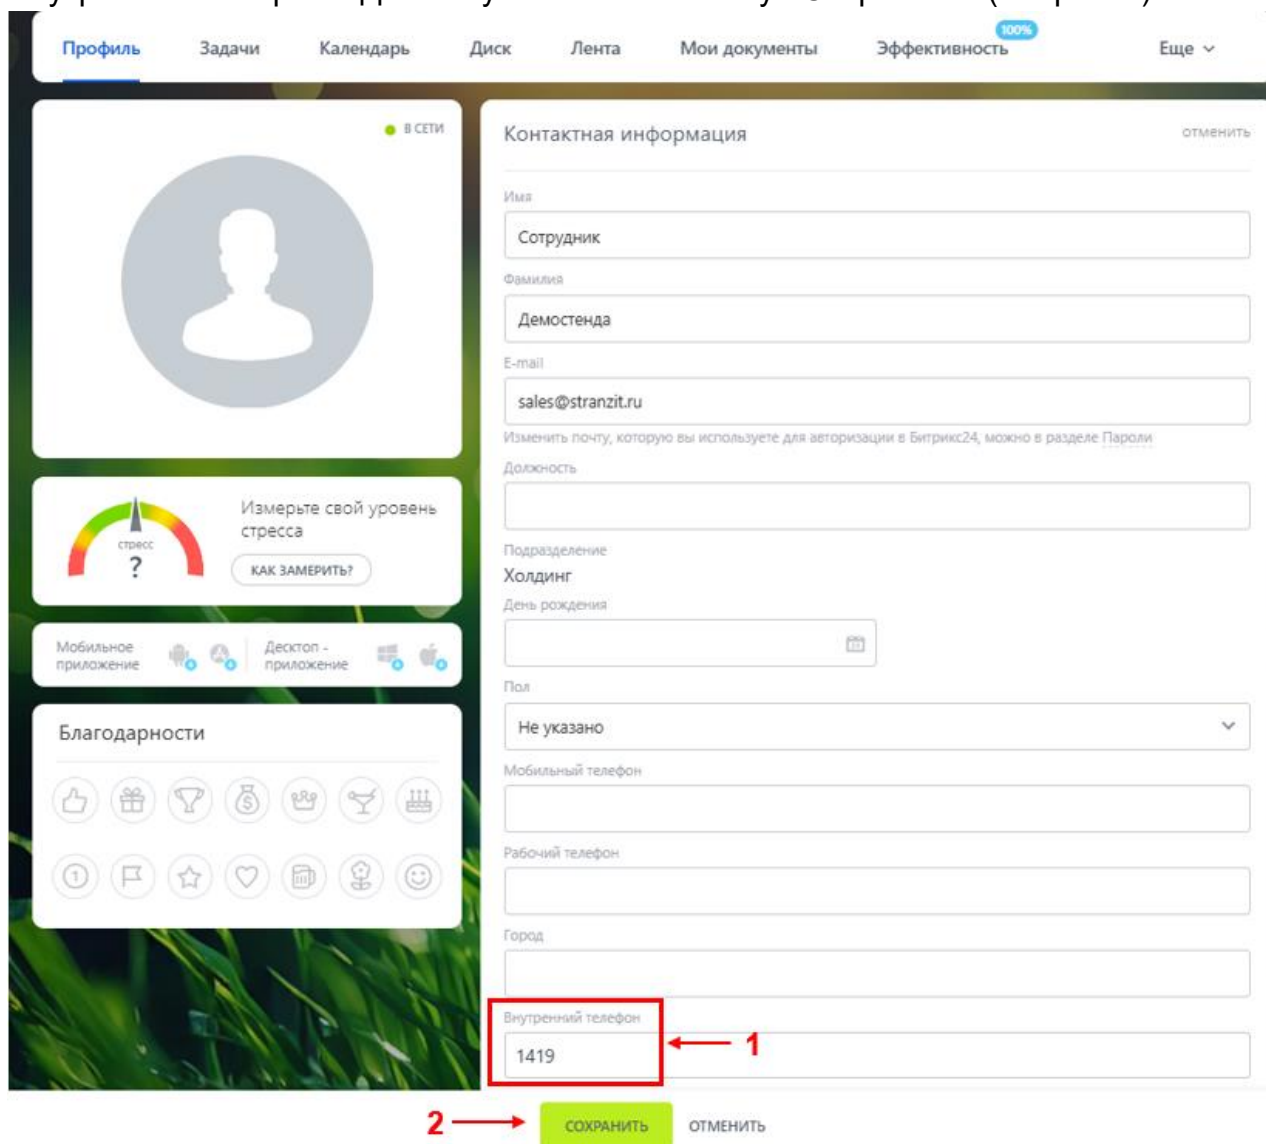 100%
Профиль Задачи Календарь Диск Лента Мои документы Эффективность Еще
В СЕТИ
Контактная информация отменить
Имя
Сотрудник
Фамилия
Демостенда
E-mail
sales@stranzit.ru
Изменить почту, которую вы используете для авторизации в Битрикс24, можно в разделе Пароли
Должность
Измерьте свой уровень
стресса
стресс
?
КАК ЗАМЕРИТЬ?
Подразделение
Холдинг
День рождения
Мобильное
приложение
Десктоп -
приложение
Пол
Не указано
Благодарности
Мобильный телефон
Рабочий телефон
Город
Внутренний телефон
1419
1
2
СОХРАНИТЬ ОТМЕНИТЬ